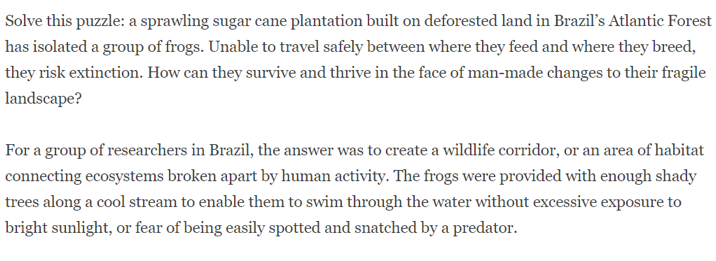 Solve this puzzle: a sprawling sugar cane plantation built on deforested land in Brazil’s Atlantic Forest
has isolated a group of frogs. Unable to travel safely between where they feed and where they breed,
they risk extinction. How can they survive and thrive in the face of man-made changes to their fragile
landscape?
For a group of researchers in Brazil, the answer was to create a wildlife corridor, or an area of habitat
connecting ecosystems broken apart by human activity. The frogs were provided with enough shady
trees along a cool stream to enable them to swim through the water without excessive exposure to
bright sunlight, or fear of being easily spotted and snatched by a predator.